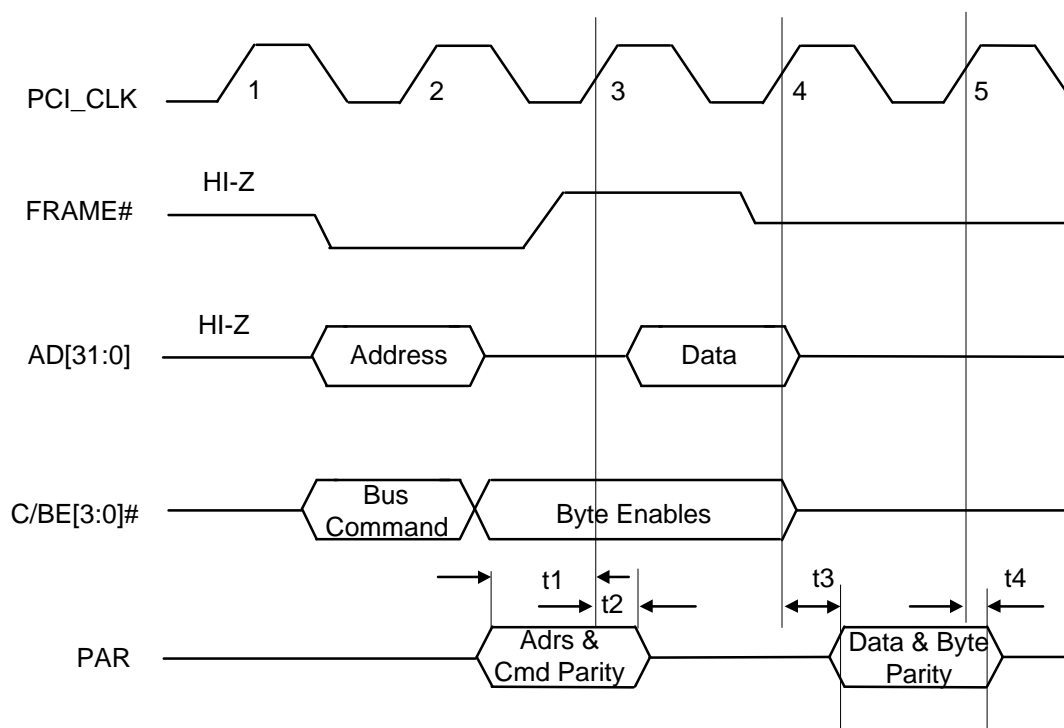 PCI_CLK
1
2
3
4
5
FRAME#
HI-Z
AD[31:0]
HI-Z
Address
Data
C/BE[3:0]#
Bus
Command
Byte Enables
t1
t2
t3
t4
PAR
Adrs &
Cmd Parity
Data & Byte
Parity